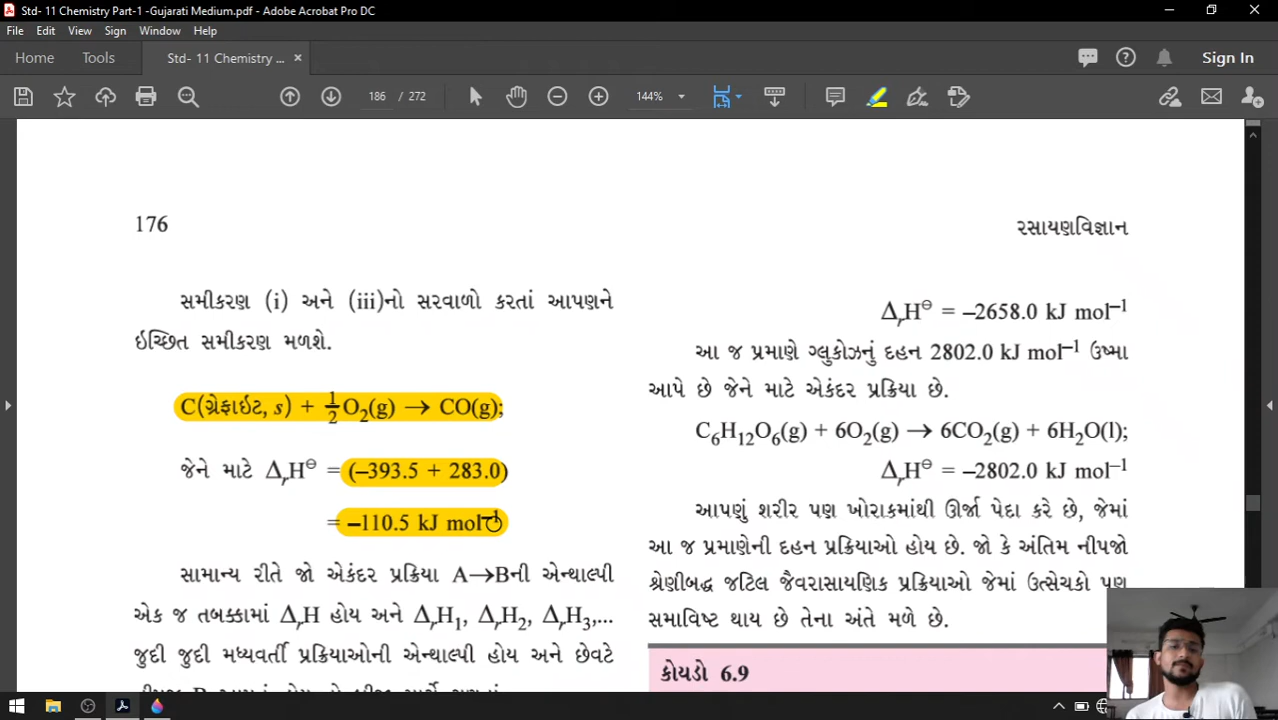 Std- 11 Chemistry Part-1 -Gujarati Medium.pdf - Adobe Acrobat Pro DC
File Edit View Sign Window Help
Home Tools Std- 11 Chemistry ... × Sign In
186 / 272 144%
176
રસાયણવિજ્ઞાન
સમીકરણ (i) અને (iii)નો સરવાળો કરતાં આપણને
ઇચ્છિત સમીકરણ મળશે.
C(ગ્રેફાઇટ, s) + 1/2 O₂(g) → CO(g);
જેને માટે ΔᵣH⊖ = (–393.5 + 283.0)
= –110.5 kJ mol⁻¹
સામાન્ય રીતે જો એકંદર પ્રક્રિયા A→Bની એન્થાલ્પી
એક જ તબક્કામાં ΔᵣH હોય અને ΔᵣH₁, ΔᵣH₂, ΔᵣH₃,...
જુદી જુદી મધ્યવર્તી પ્રક્રિયાઓની એન્થાલ્પી હોય અને છેવટે
ΔᵣH⊖ = –2658.0 kJ mol⁻¹
આ જ પ્રમાણે ગ્લુકોઝનું દહન 2802.0 kJ mol⁻¹ ઉષ્મા
આપે છે જેને માટે એકંદર પ્રક્રિયા છે.
C₆H₁₂O₆(g) + 6O₂(g) → 6CO₂(g) + 6H₂O(l);
ΔᵣH⊖ = –2802.0 kJ mol⁻¹
આપણું શરીર પણ ખોરાકમાંથી ઊર્જા પેદા કરે છે, જેમાં
આ જ પ્રમાણેની દહન પ્રક્રિયાઓ હોય છે. જો કે અંતિમ નીપજો
શ્રેણીબદ્ધ જટિલ જૈવરાસાયણિક પ્રક્રિયાઓ જેમાં ઉત્સેચકો પણ
સમાવિષ્ટ થાય છે તેના અંતે મળે છે.
કોયડો 6.9